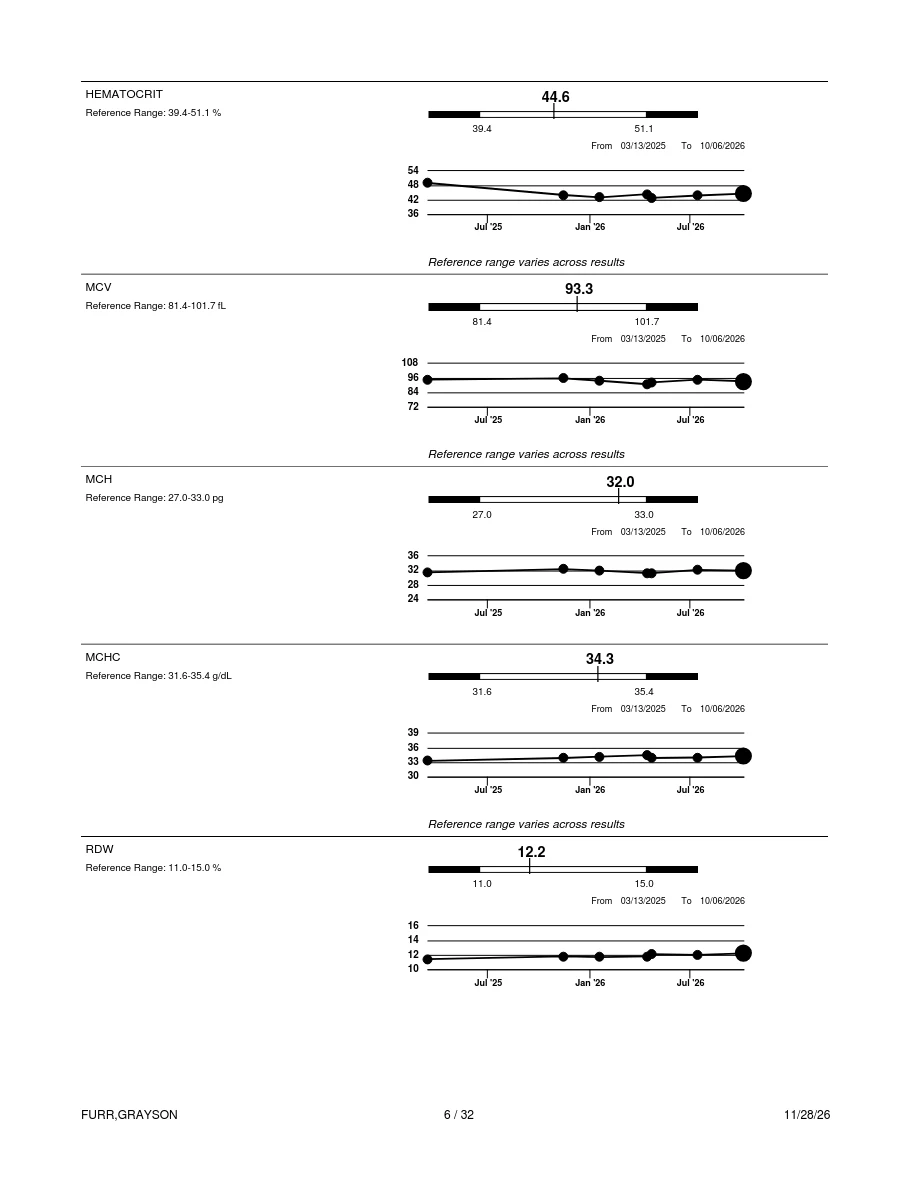 HEMATOCRIT
Reference Range: 39.4-51.1 %
44.6
39.4 51.1
From 03/13/2025 To 10/06/2026
54
48
42
36
Jul '25 Jan '26 Jul '26
Reference range varies across results
MCV
Reference Range: 81.4-101.7 fL
93.3
81.4 101.7
From 03/13/2025 To 10/06/2026
108
96
84
72
Jul '25 Jan '26 Jul '26
Reference range varies across results
MCH
Reference Range: 27.0-33.0 pg
32.0
27.0 33.0
From 03/13/2025 To 10/06/2026
36
32
28
24
Jul '25 Jan '26 Jul '26
MCHC
Reference Range: 31.6-35.4 g/dL
34.3
31.6 35.4
From 03/13/2025 To 10/06/2026
39
36
33
30
Jul '25 Jan '26 Jul '26
Reference range varies across results
RDW
Reference Range: 11.0-15.0 %
12.2
11.0 15.0
From 03/13/2025 To 10/06/2026
16
14
12
10
Jul '25 Jan '26 Jul '26
FURR,GRAYSON 6 / 32 11/28/26